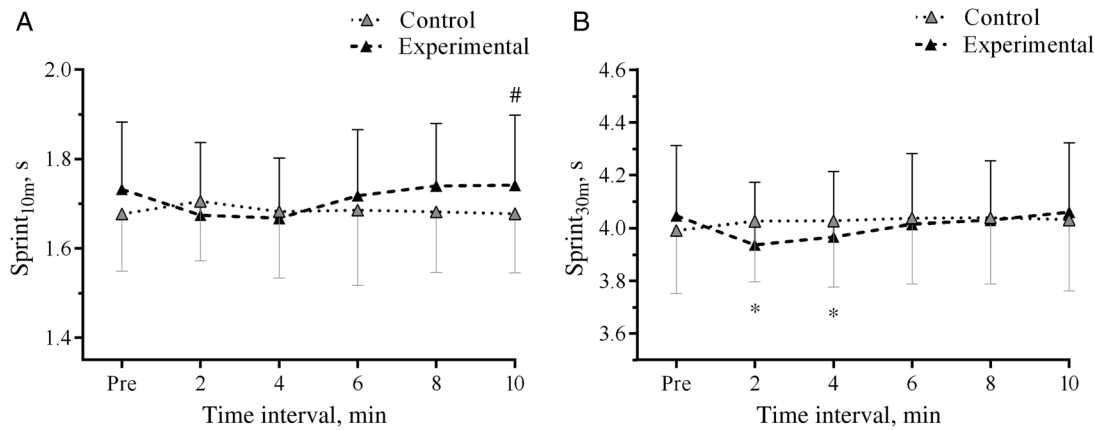 A
Control
Experimental
2.0
#
1.8
1.6
1.4
Sprint10m, s
Pre 2 4 6 8 10
Time interval, min
B
Control
Experimental
4.6
4.4
4.2
4.0
3.8
3.6
Sprint30m, s
* *
Pre 2 4 6 8 10
Time interval, min